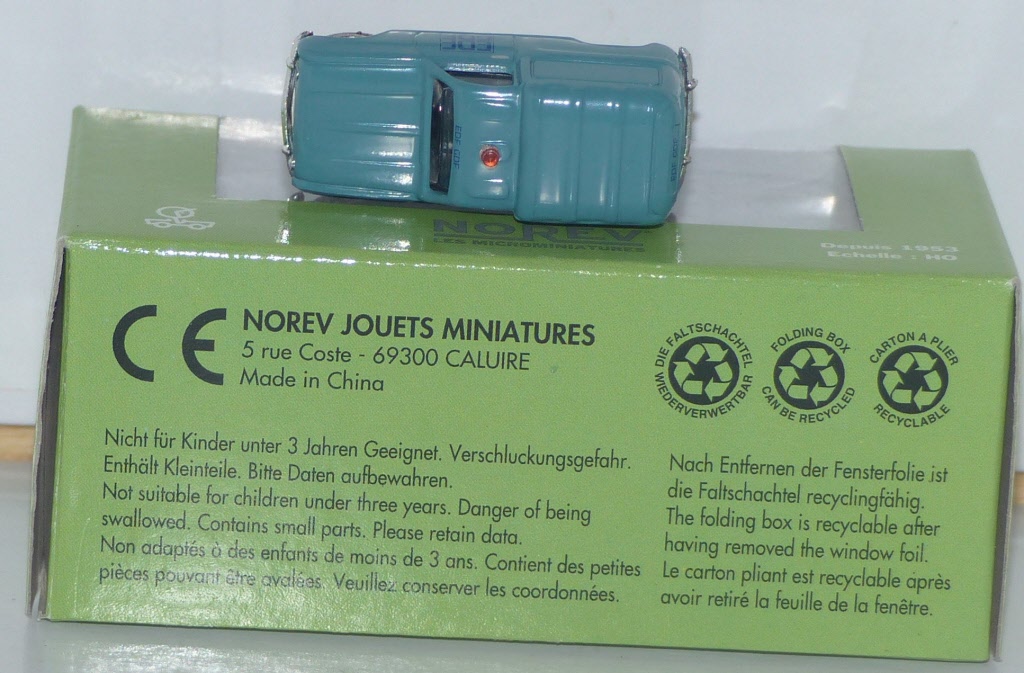 EDF
EDF GDF
NOREV
LES MICROMINIATURES
Depuis 1953
Echelle : HO
CE
NOREV JOUETS MINIATURES
5 rue Coste - 69300 CALUIRE
Made in China
DIE FALTSCHACHTEL
WIEDERVERWERTBAR
FOLDING BOX
CAN BE RECYCLED
CARTON A PLIER
RECYCLABLE
Nicht für Kinder unter 3 Jahren Geeignet. Verschluckungsgefahr.
Enthält Kleinteile. Bitte Daten aufbewahren.
Not suitable for children under three years. Danger of being
swallowed. Contains small parts. Please retain data.
Non adaptés à des enfants de moins de 3 ans. Contient des petites
pièces pouvant être avalées. Veuillez conserver les coordonnées.
Nach Entfernen der Fensterfolie ist
die Faltschachtel recyclingfähig.
The folding box is recyclable after
having removed the window foil.
Le carton pliant est recyclable après
avoir retiré la feuille de la fenêtre.